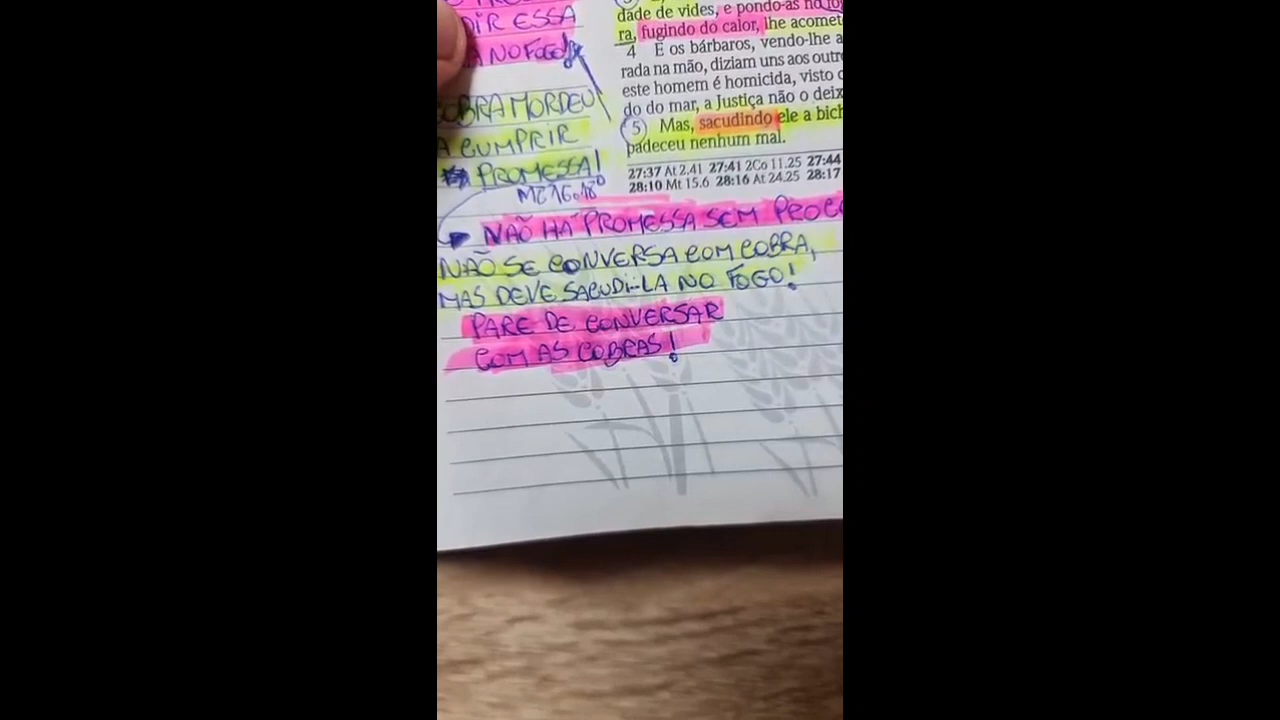 DIR ESSA
NO FOGO!
COBRA MORDEU
A CUMPRIR
PROMESSA!
MC 16.18
NÃO HÁ PROMESSA SEM PROC
NÃO SE CONVERSA COM COBRA,
MAS DEVE SACUDI-LA NO FOGO!
PARE DE CONVERSAR
COM AS COBRAS!
dade de vides, e pondo-as no fo
ra, fugindo do calor, lhe acomet
4 E os bárbaros, vendo-lhe a
rada na mão, diziam uns aos outr
este homem é homicida, visto
do do mar, a Justiça não o deix
5 Mas, sacudindo ele a bich
padeceu nenhum mal.
27:37 At 2.41 27:41 2Co 11.25 27:44
28:10 Mt 15.6 28:16 At 24.25 28:17